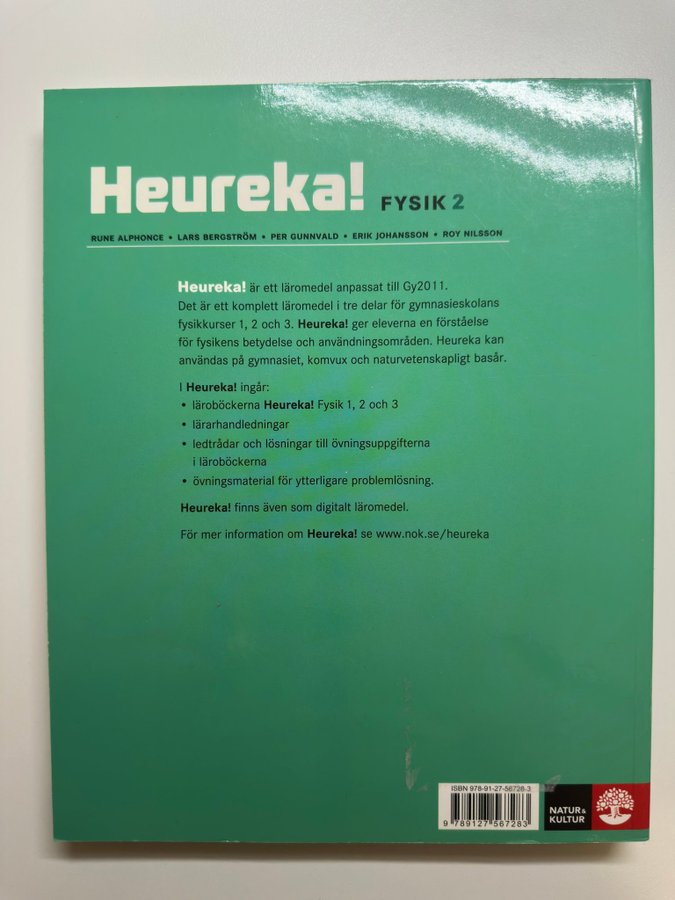 Heureka! FYSIK 2
RUNE ALPHONCE • LARS BERGSTRÖM • PER GUNNVALD • ERIK JOHANSSON • ROY NILSSON
Heureka! är ett läromedel anpassat till Gy2011.
Det är ett komplett läromedel i tre delar för gymnasieskolans
fysikkurser 1, 2 och 3. Heureka! ger eleverna en förståelse
för fysikens betydelse och användningsområden. Heureka kan
användas på gymnasiet, komvux och naturvetenskapligt basår.
I Heureka! ingår:
• läroböckerna Heureka! Fysik 1, 2 och 3
• lärarhandledningar
• ledtrådar och lösningar till övningsuppgifterna
i läroböckerna
• övningsmaterial för ytterligare problemlösning.
Heureka! finns även som digitalt läromedel.
För mer information om Heureka! se www.nok.se/heureka
ISBN 978-91-27-56728-3
9 789127 567283
NATUR &
KULTUR